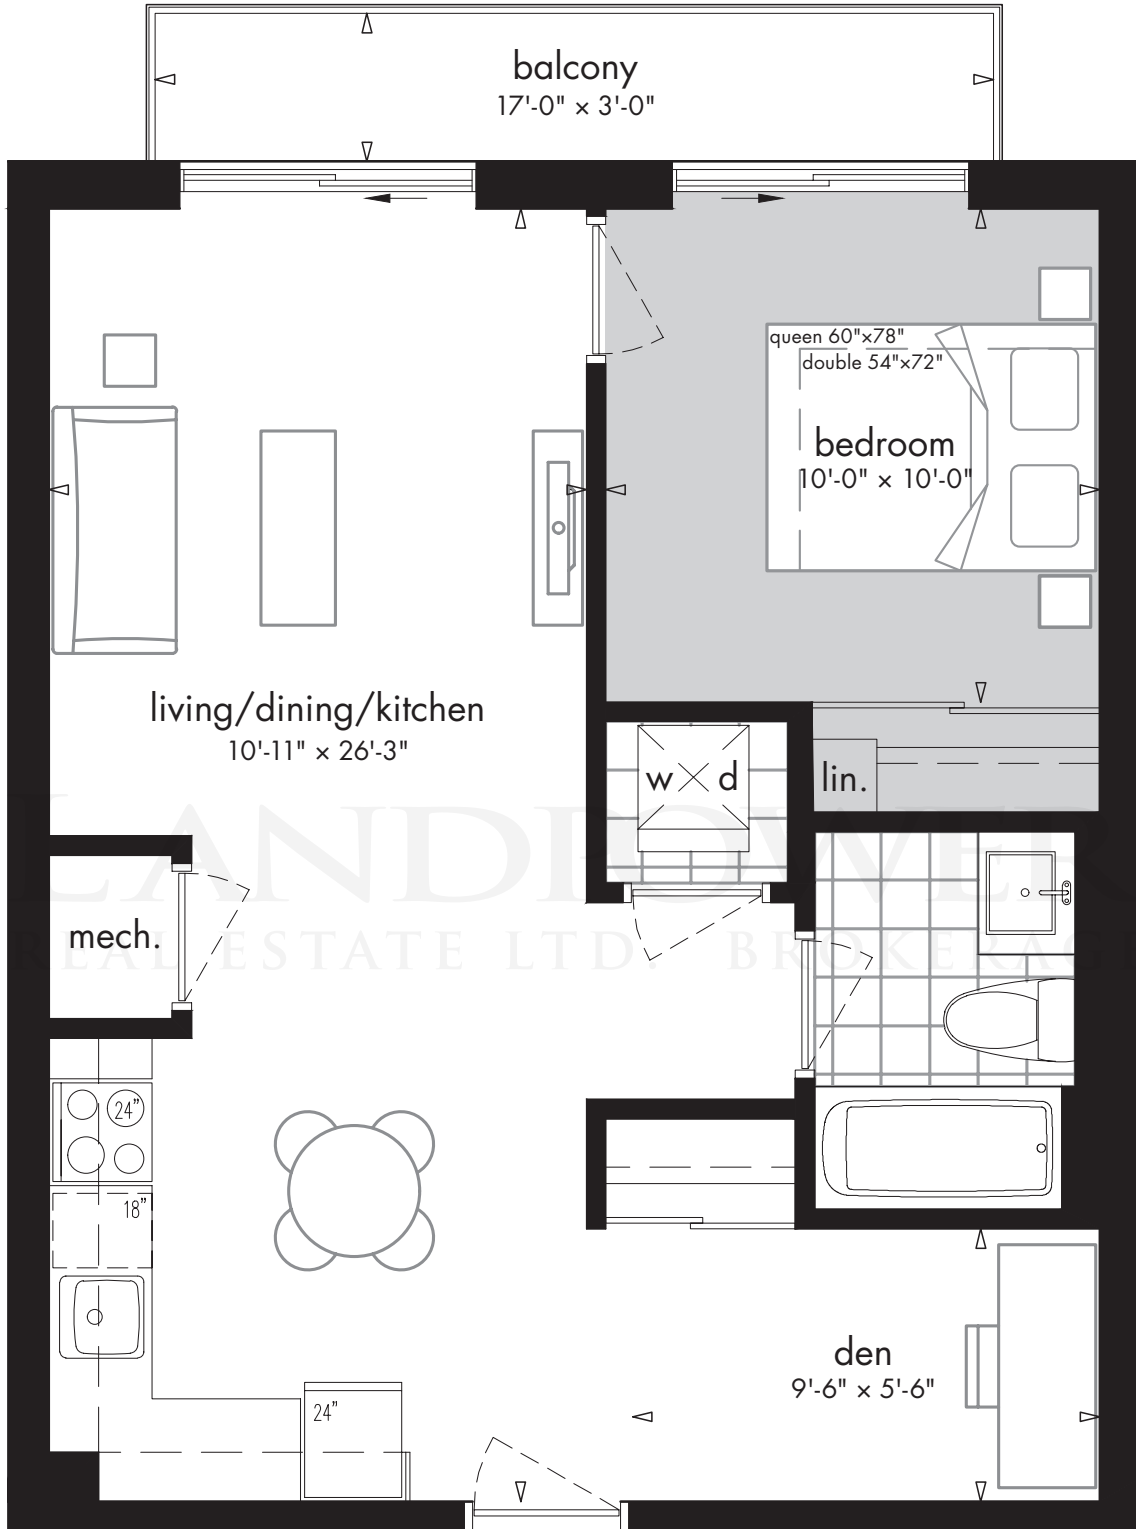 balcony
17'-0" × 3'-0"
queen 60"×78"
double 54"×72"
bedroom
10'-0" × 10'-0"
living/dining/kitchen
10'-11" × 26'-3"
w d
lin.
LANDPOWER
mech.
REAL ESTATE LTD. BROKERAGE
24"
18"
den
9'-6" × 5'-6"
24"